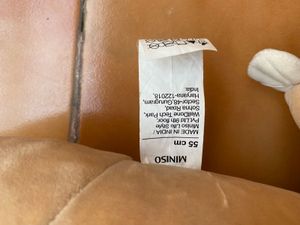 MINISO
55 cm
MADE IN INDIA /
Miniso Life Style
Pvt.Ltd 9th floor,
Welldone Tech Park,
Sohna Road,
Sector-48,Gurugram,
Haryana-122018,
India.